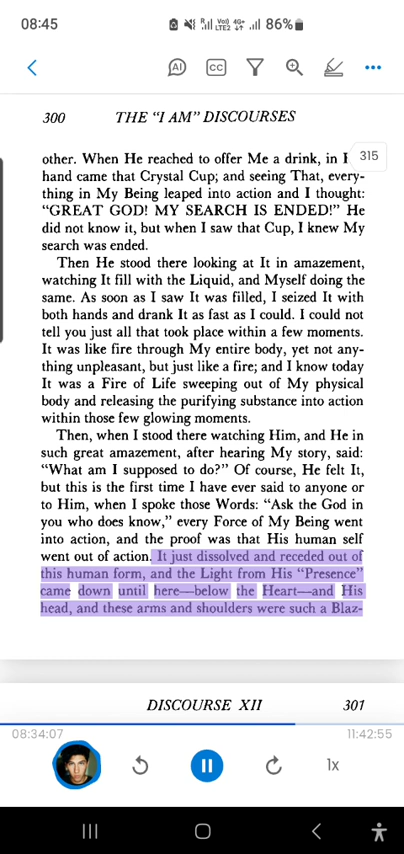 08:45
Vo)) 4G+
LTE2
86%
AI
CC
300 THE “I AM” DISCOURSES
315
other. When He reached to offer Me a drink, in
hand came that Crystal Cup; and seeing That, every-
thing in My Being leaped into action and I thought:
“GREAT GOD! MY SEARCH IS ENDED!” He
did not know it, but when I saw that Cup, I knew My
search was ended.
Then He stood there looking at It in amazement,
watching It fill with the Liquid, and Myself doing the
same. As soon as I saw It was filled, I seized It with
both hands and drank It as fast as I could. I could not
tell you just all that took place within a few moments.
It was like fire through My entire body, yet not any-
thing unpleasant, but just like a fire; and I know today
It was a Fire of Life sweeping out of My physical
body and releasing the purifying substance into action
within those few glowing moments.
Then, when I stood there watching Him, and He in
such great amazement, after hearing My story, said:
“What am I supposed to do?” Of course, He felt It,
but this is the first time I have ever said to anyone or
to Him, when I spoke those Words: “Ask the God in
you who does know,” every Force of My Being went
into action, and the proof was that His human self
went out of action. It just dissolved and receded out of
this human form, and the Light from His “Presence”
came down until here—below the Heart—and His
head, and these arms and shoulders were such a Blaz-
DISCOURSE XII 301
08:34:07 11:42:55
1x